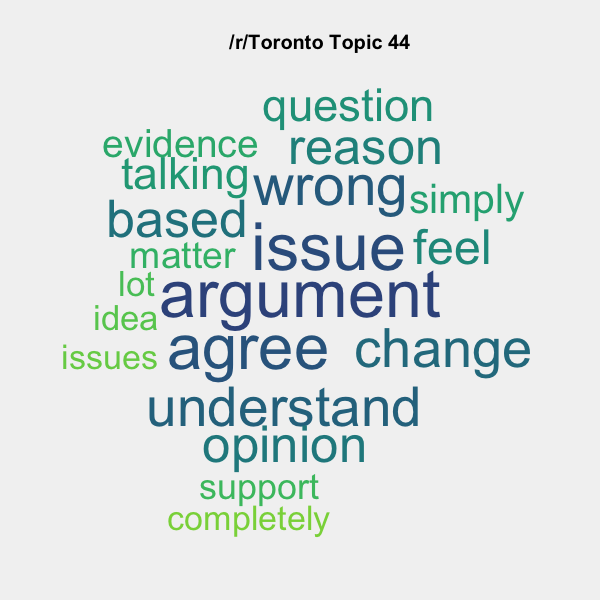 /r/Toronto Topic 44
question
evidence reason
talking wrong simply
based issue feel
matter
lot argument
idea
issues agree change
understand
opinion
support
completely